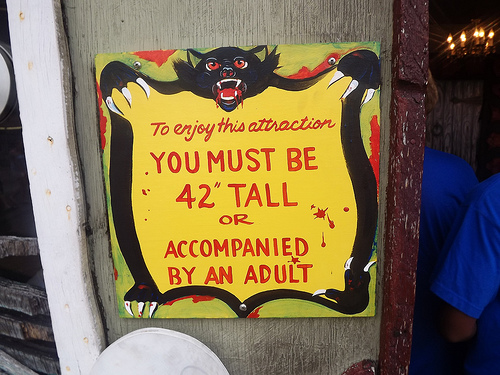 To enjoy this attraction
YOU MUST BE
42" TALL
OR
ACCOMPANIED
BY AN ADULT